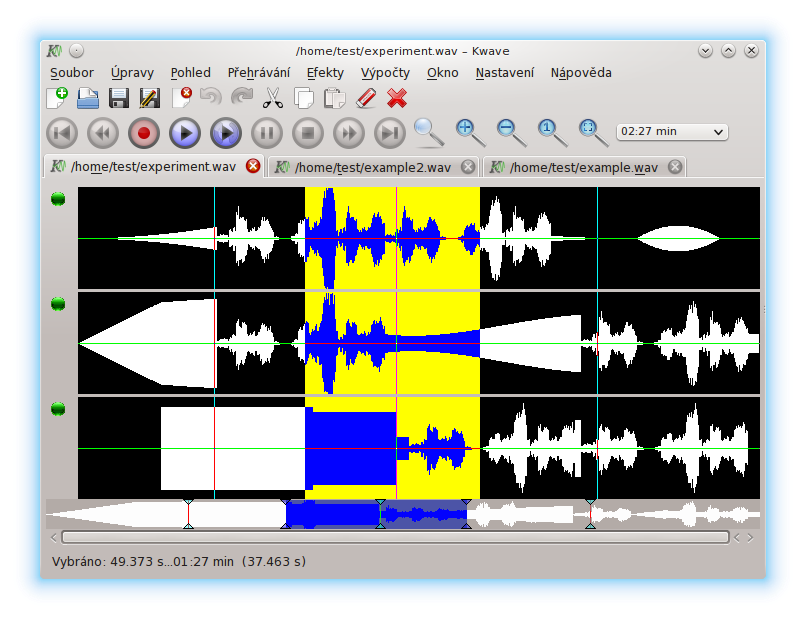 /home/test/experiment.wav – Kwave
Soubor Úpravy Pohled Přehrávání Efekty Výpočty Okno Nastavení Nápověda
1 02:27 min
/home/test/experiment.wav /home/test/example2.wav /home/test/example.wav
Vybráno: 49.373 s...01:27 min (37.463 s)